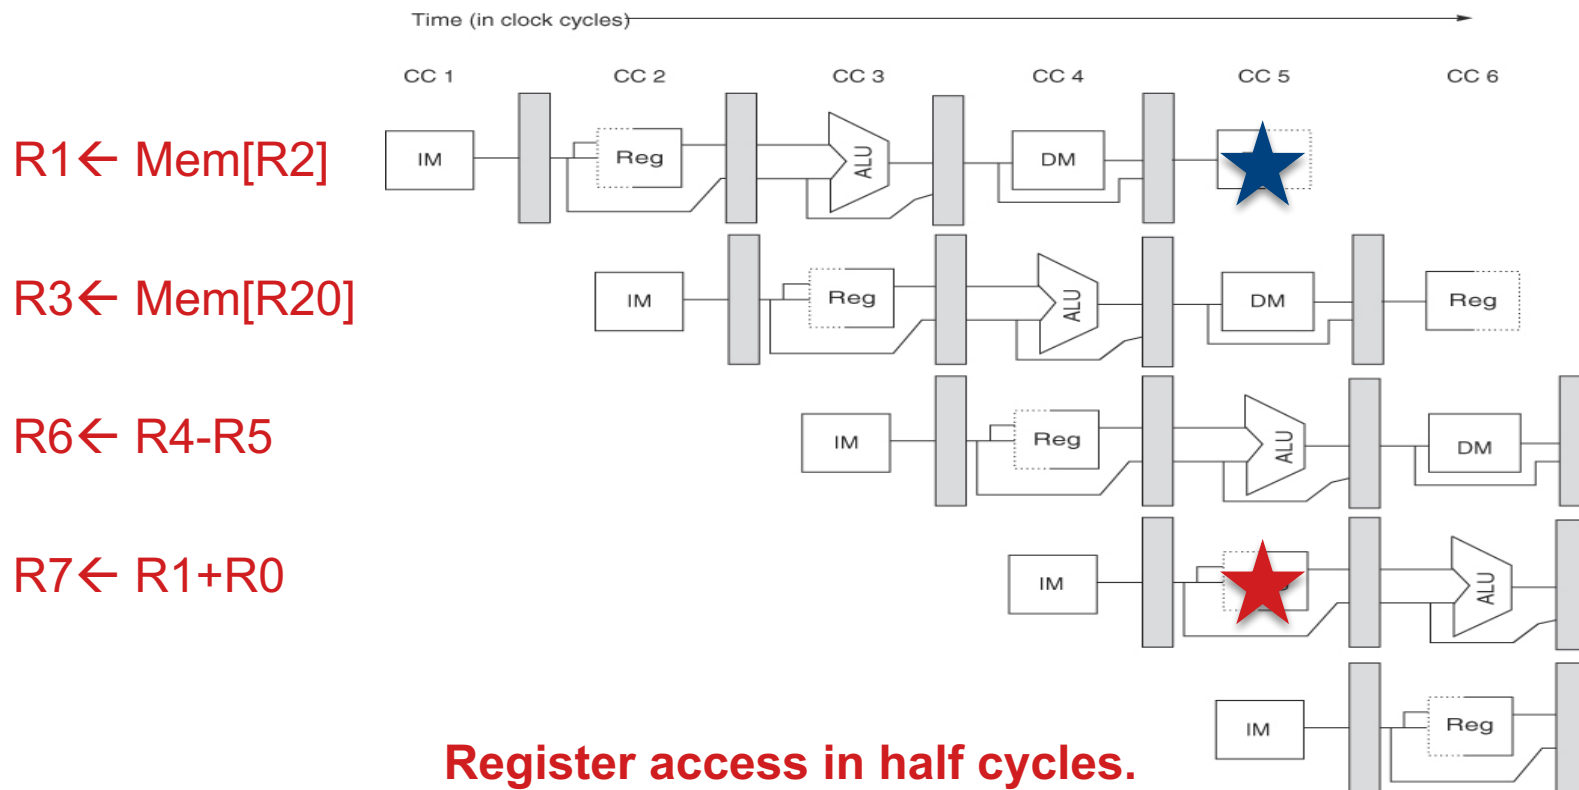 Time (in clock cycles)
CC 1 CC 2 CC 3 CC 4 CC 5 CC 6
R1← Mem[R2] IM Reg ALU DM
R3← Mem[R20] IM Reg ALU DM Reg
R6← R4-R5 IM Reg ALU DM
R7← R1+R0 IM ALU
IM Reg
Register access in half cycles.